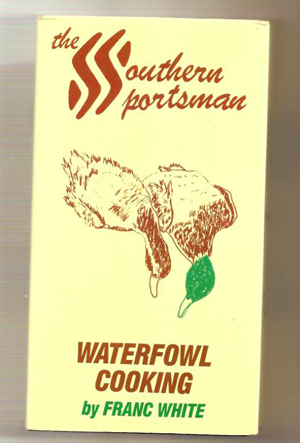 the Southern
Sportsman
WATERFOWL
COOKING
by FRANC WHITE